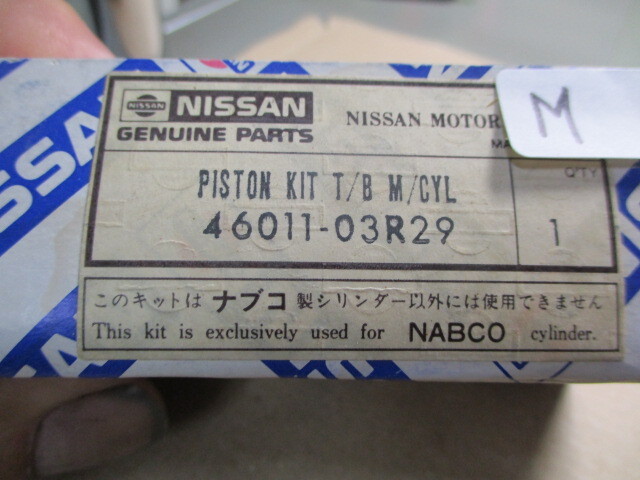 NISSAN NISSAN
GENUINE PARTS
NISSAN MOTOR
M
PISTON KIT T/B M/CYL
46011-03R29
Q'TY
1
このキットは ナブコ 製シリンダー以外には使用できません
This kit is exclusively used for NABCO cylinder.